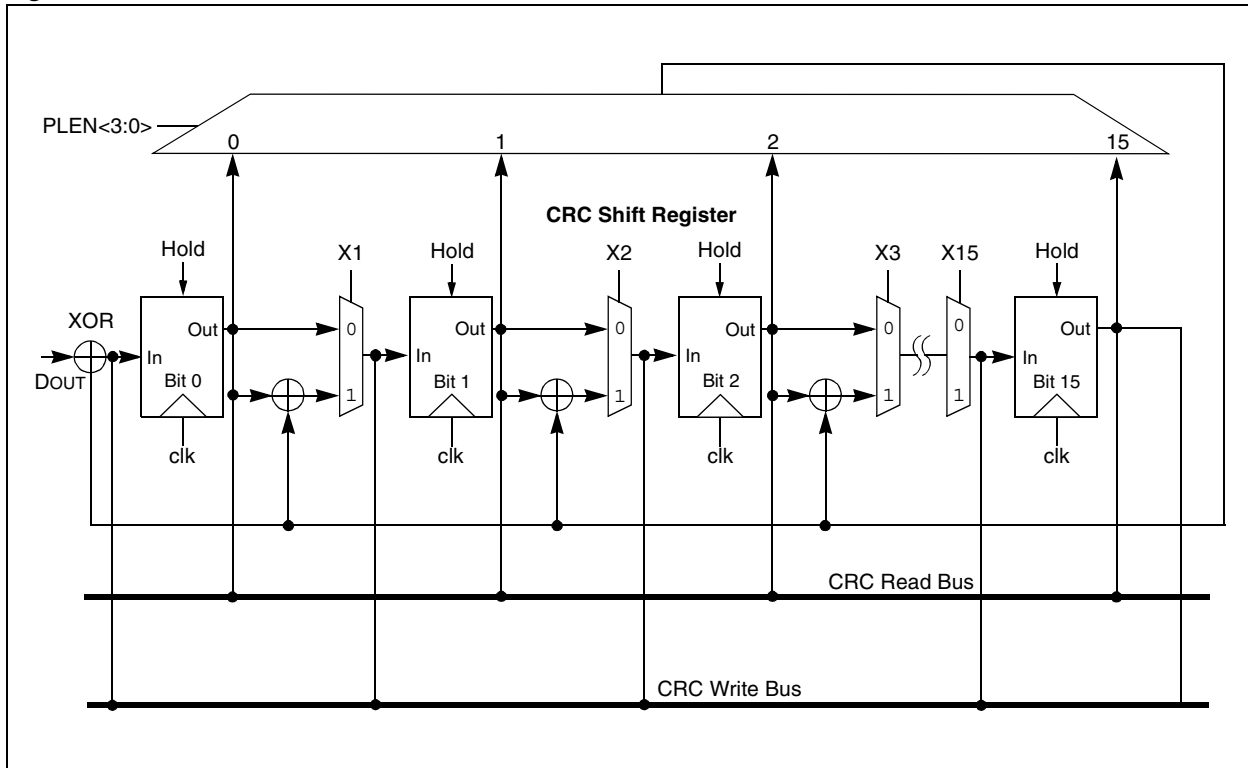 PLEN<3:0>
0 1 2 15
CRC Shift Register
Hold X1 Hold X2 Hold X3 X15 Hold
XOR
Out 0 Out 0 Out 0 0 Out
In In In In
DOUT
Bit 0 1 Bit 1 1 Bit 2 1 1 Bit 15
clk clk clk clk
CRC Read Bus
CRC Write Bus